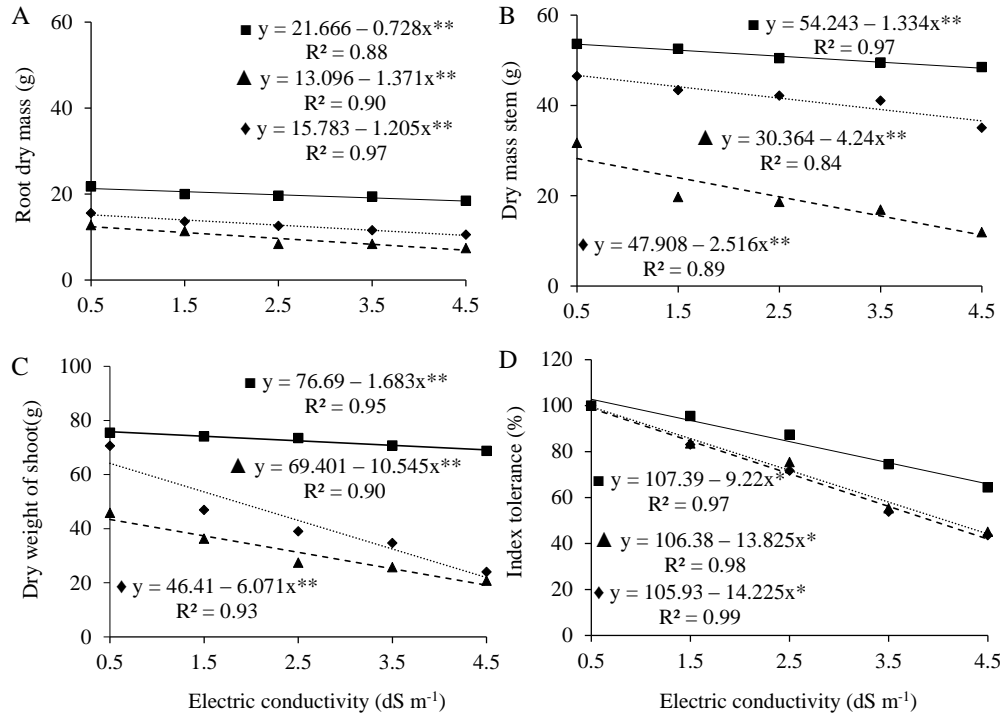 A
60
40
20
0
Root dry mass (g)
■ y = 21.666 – 0.728x**
R² = 0.88
▲ y = 13.096 – 1.371x**
R² = 0.90
◆ y = 15.783 – 1.205x**
R² = 0.97
0.5 1.5 2.5 3.5 4.5
B
60
40
20
0
Dry mass stem (g)
■ y = 54.243 – 1.334x**
R² = 0.97
▲ y = 30.364 – 4.24x**
R² = 0.84
◆ y = 47.908 – 2.516x**
R² = 0.89
0.5 1.5 2.5 3.5 4.5
C
100
80
60
40
20
0
Dry weight of shoot(g)
■ y = 76.69 – 1.683x**
R² = 0.95
▲ y = 69.401 – 10.545x**
R² = 0.90
◆ y = 46.41 – 6.071x**
R² = 0.93
0.5 1.5 2.5 3.5 4.5
Electric conductivity (dS m⁻¹)
D
120
100
80
60
40
20
0
Index tolerance (%)
■ y = 107.39 – 9.22x*
R² = 0.97
▲ y = 106.38 – 13.825x*
R² = 0.98
◆ y = 105.93 – 14.225x*
R² = 0.99
0.5 1.5 2.5 3.5 4.5
Electric conductivity (dS m⁻¹)